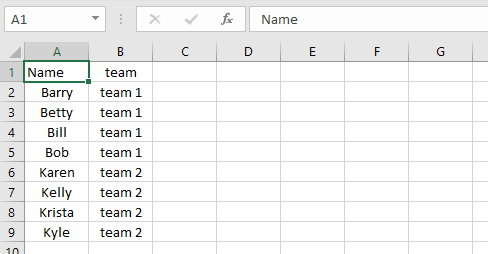 A1 fx Name
A B C D E F G
1 Name team
2 Barry team 1
3 Betty team 1
4 Bill team 1
5 Bob team 1
6 Karen team 2
7 Kelly team 2
8 Krista team 2
9 Kyle team 2
10